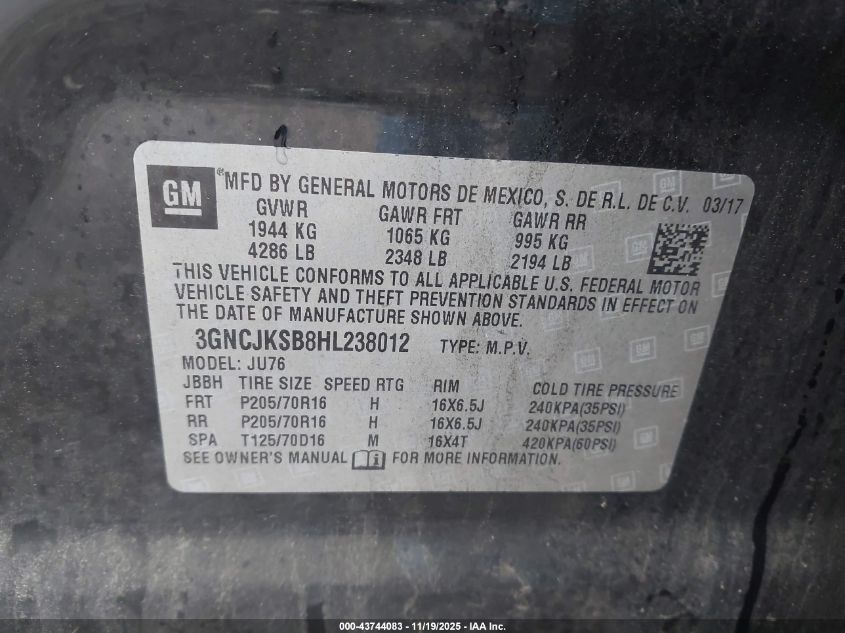 GM ® MFD BY GENERAL MOTORS DE MEXICO, S. DE R.L. DE C.V. 03/17
GVWR GAWR FRT GAWR RR
1944 KG 1065 KG 995 KG
4286 LB 2348 LB 2194 LB
THIS VEHICLE CONFORMS TO ALL APPLICABLE U.S. FEDERAL MOTOR
VEHICLE SAFETY AND THEFT PREVENTION STANDARDS IN EFFECT ON
THE DATE OF MANUFACTURE SHOWN ABOVE.
3GNCJKSB8HL238012 TYPE: M.P.V.
MODEL: JU76
JBBH TIRE SIZE SPEED RTG RIM COLD TIRE PRESSURE
FRT P205/70R16 H 16X6.5J 240KPA(35PSI)
RR P205/70R16 H 16X6.5J 240KPA(35PSI)
SPA T125/70D16 M 16X4T 420KPA(60PSI)
SEE OWNER'S MANUAL FOR MORE INFORMATION.
000-43744083 - 11/19/2025 - IAA Inc.